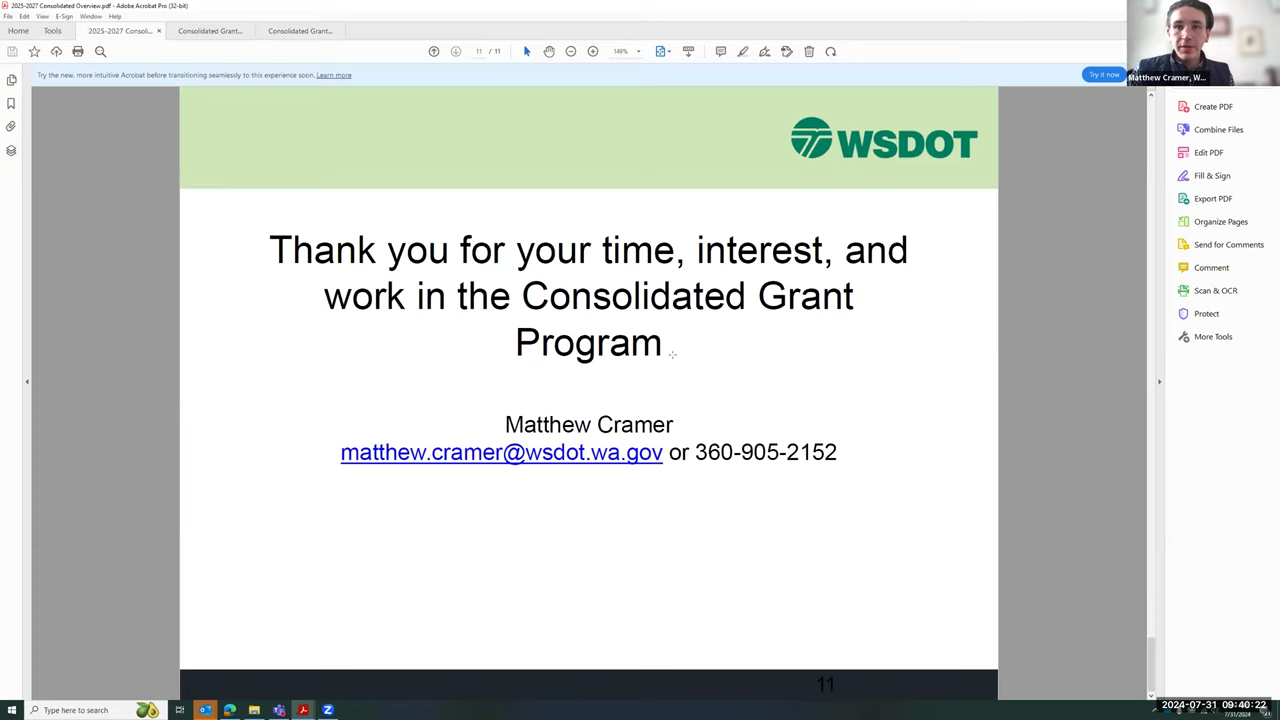 2025-2027 Consolidated Overview.pdf - Adobe Acrobat Pro (32-bit)
File Edit View E-Sign Window Help
Home Tools 2025-2027 Consoli... × Consolidated Grant... Consolidated Grant...
11 / 11 149%
Try the new, more intuitive Acrobat before transitioning seamlessly to this experience soon. Learn more
Try it now
Matthew Cramer, W...
WSDOT
Thank you for your time, interest, and
work in the Consolidated Grant
Program
Matthew Cramer
matthew.cramer@wsdot.wa.gov or 360-905-2152
11
Create PDF
Combine Files
Edit PDF
Fill & Sign
Export PDF
Organize Pages
Send for Comments
Comment
Scan & OCR
Protect
More Tools
Type here to search
2024-07-31 09:40:22
7/31/2024